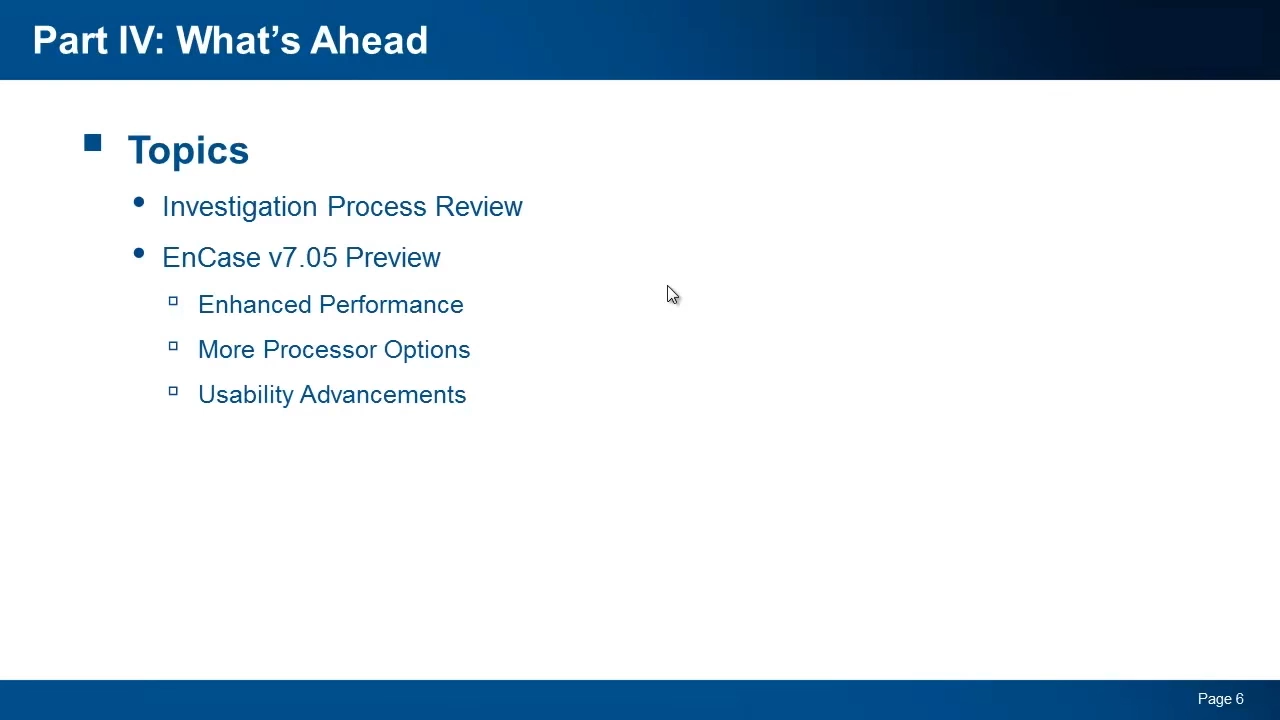 Part IV: What’s Ahead
Topics
Investigation Process Review
EnCase v7.05 Preview
Enhanced Performance
More Processor Options
Usability Advancements
Page 6